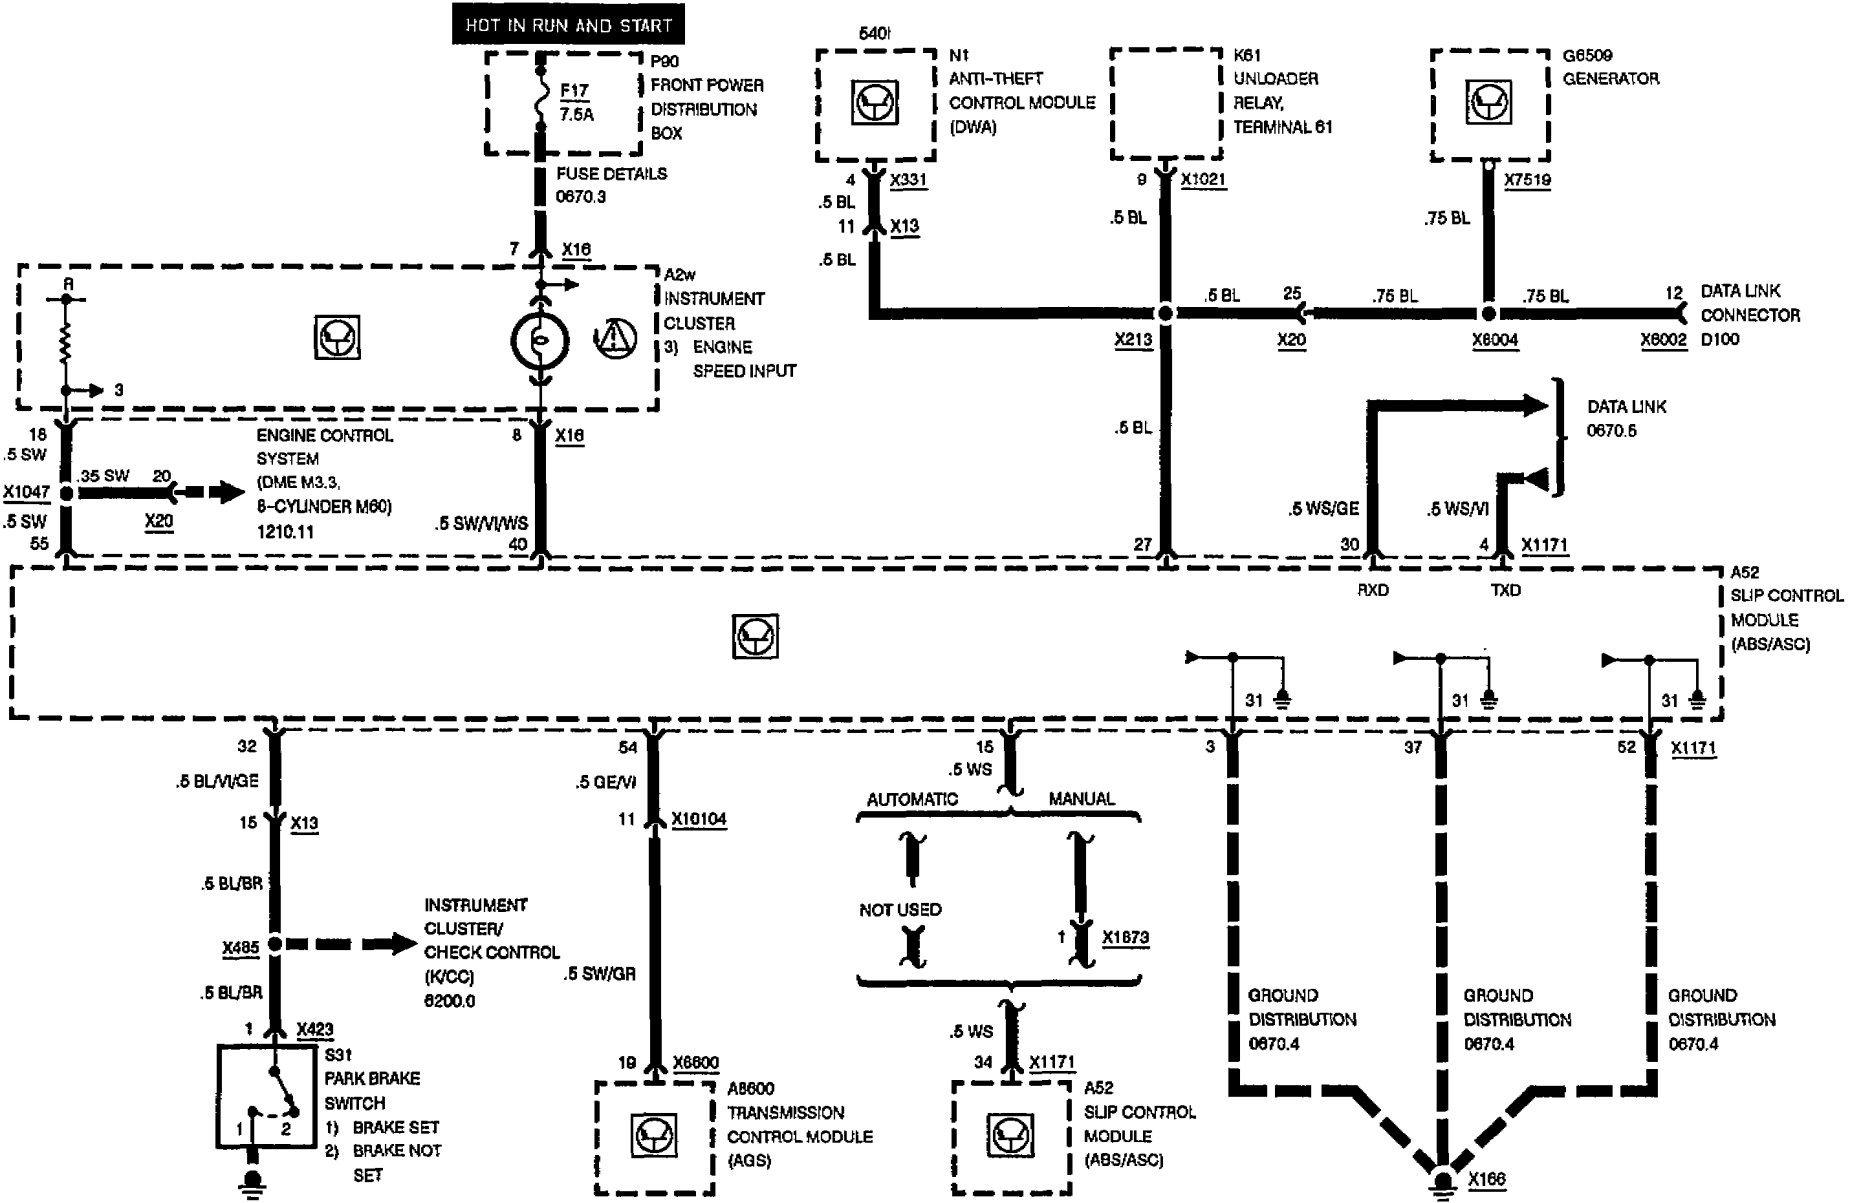 HOT IN RUN AND START
P90
FRONT POWER
DISTRIBUTION
BOX
F17
7.5A
FUSE DETAILS
0670.3
7 X16
540i
N1
ANTI-THEFT
CONTROL MODULE
(DWA)
4 X331
.5 BL
11 X13
.5 BL
K61
UNLOADER
RELAY,
TERMINAL 61
9 X1021
.5 BL
G6509
GENERATOR
X7519
.75 BL
.5 BL
25
.75 BL
.75 BL
12
DATA LINK
CONNECTOR
D100
X213
X20
X6004
X6002
A2w
INSTRUMENT
CLUSTER
3) ENGINE
SPEED INPUT
R
3
18
.5 SW
X1047
.35 SW
20
X20
.5 SW
55
ENGINE CONTROL
SYSTEM
(DME M3.3,
8-CYLINDER M60)
1210.11
8 X16
.5 SW/VI/WS
40
.5 BL
27
DATA LINK
0670.5
.5 WS/GE
30
.5 WS/VI
4 X1171
RXD
TXD
A52
SLIP CONTROL
MODULE
(ABS/ASC)
31
31
31
32
.5 BL/VI/GE
15 X13
.5 BL/BR
X485
INSTRUMENT
CLUSTER/
CHECK CONTROL
(K/CC)
6200.0
.5 BL/BR
1 X423
S31
PARK BRAKE
SWITCH
1) BRAKE SET
2) BRAKE NOT
SET
1 2
54
.5 GE/VI
11 X10104
.5 SW/GR
19 X6600
A6600
TRANSMISSION
CONTROL MODULE
(AGS)
15
.5 WS
AUTOMATIC
MANUAL
NOT USED
1 X1673
.5 WS
34 X1171
A52
SLIP CONTROL
MODULE
(ABS/ASC)
3
37
52 X1171
GROUND
DISTRIBUTION
0670.4
GROUND
DISTRIBUTION
0670.4
GROUND
DISTRIBUTION
0670.4
X166